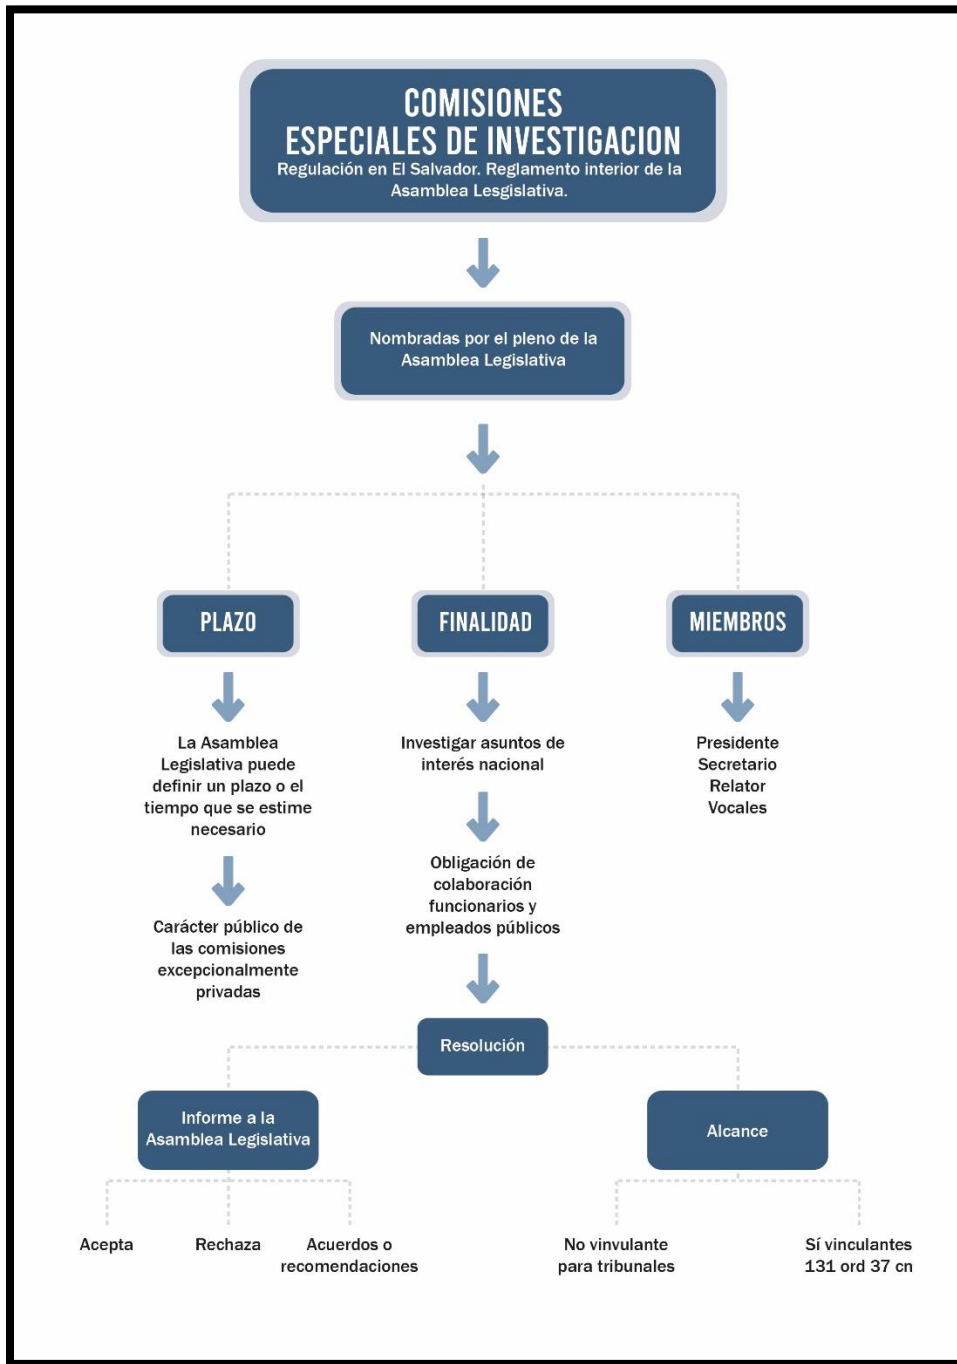 COMISIONES
ESPECIALES DE INVESTIGACION
Regulación en El Salvador. Reglamento interior de la
Asamblea Lesgislativa.
Nombradas por el pleno de la
Asamblea Legislativa
PLAZO
FINALIDAD
MIEMBROS
La Asamblea
Legislativa puede
definir un plazo o el
tiempo que se estime
necesario
Carácter público de
las comisiones
excepcionalmente
privadas
Investigar asuntos de
interés nacional
Obligación de
colaboración
funcionarios y
empleados públicos
Presidente
Secretario
Relator
Vocales
Resolución
Informe a la
Asamblea Legislativa
Alcance
Acepta
Rechaza
Acuerdos o
recomendaciones
No vinvulante
para tribunales
Sí vinculantes
131 ord 37 cn